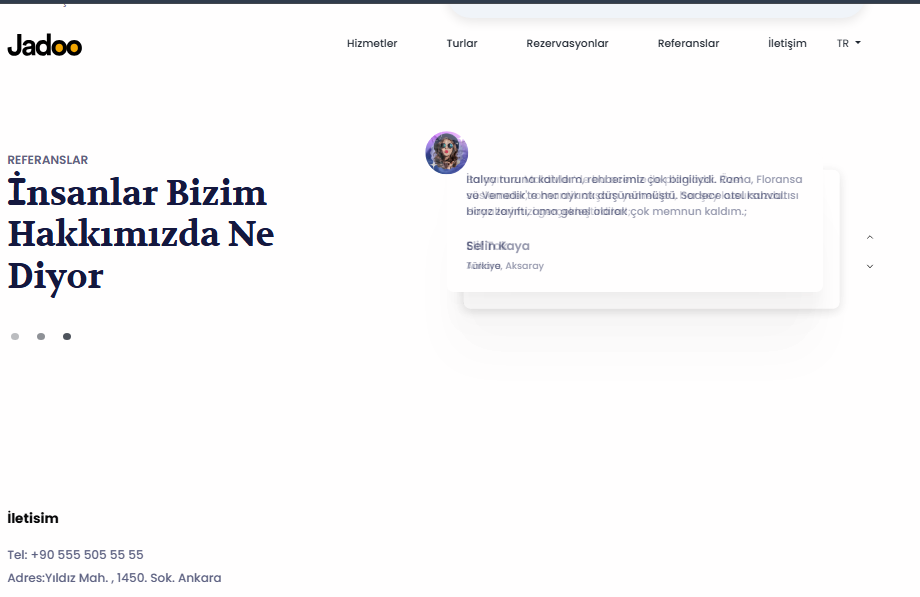 Jadoo
Hizmetler Turlar Rezervasyonlar Referanslar İletişim TR
REFERANSLAR
İnsanlar Bizim
Hakkımızda Ne
Diyor
İtalya turuna katıldım, rehberimiz çok bilgiliydi. Roma, Floransa
ve Venedik'te her ayrıntı düşünülmüştü. Sadece otel kahvaltısı
biraz zayıftı, ama genel olarak çok memnun kaldım.;
Selin Kaya
Türkiye, Aksaray
İletisim
Tel: +90 555 505 55 55
Adres:Yıldız Mah. , 1450. Sok. Ankara